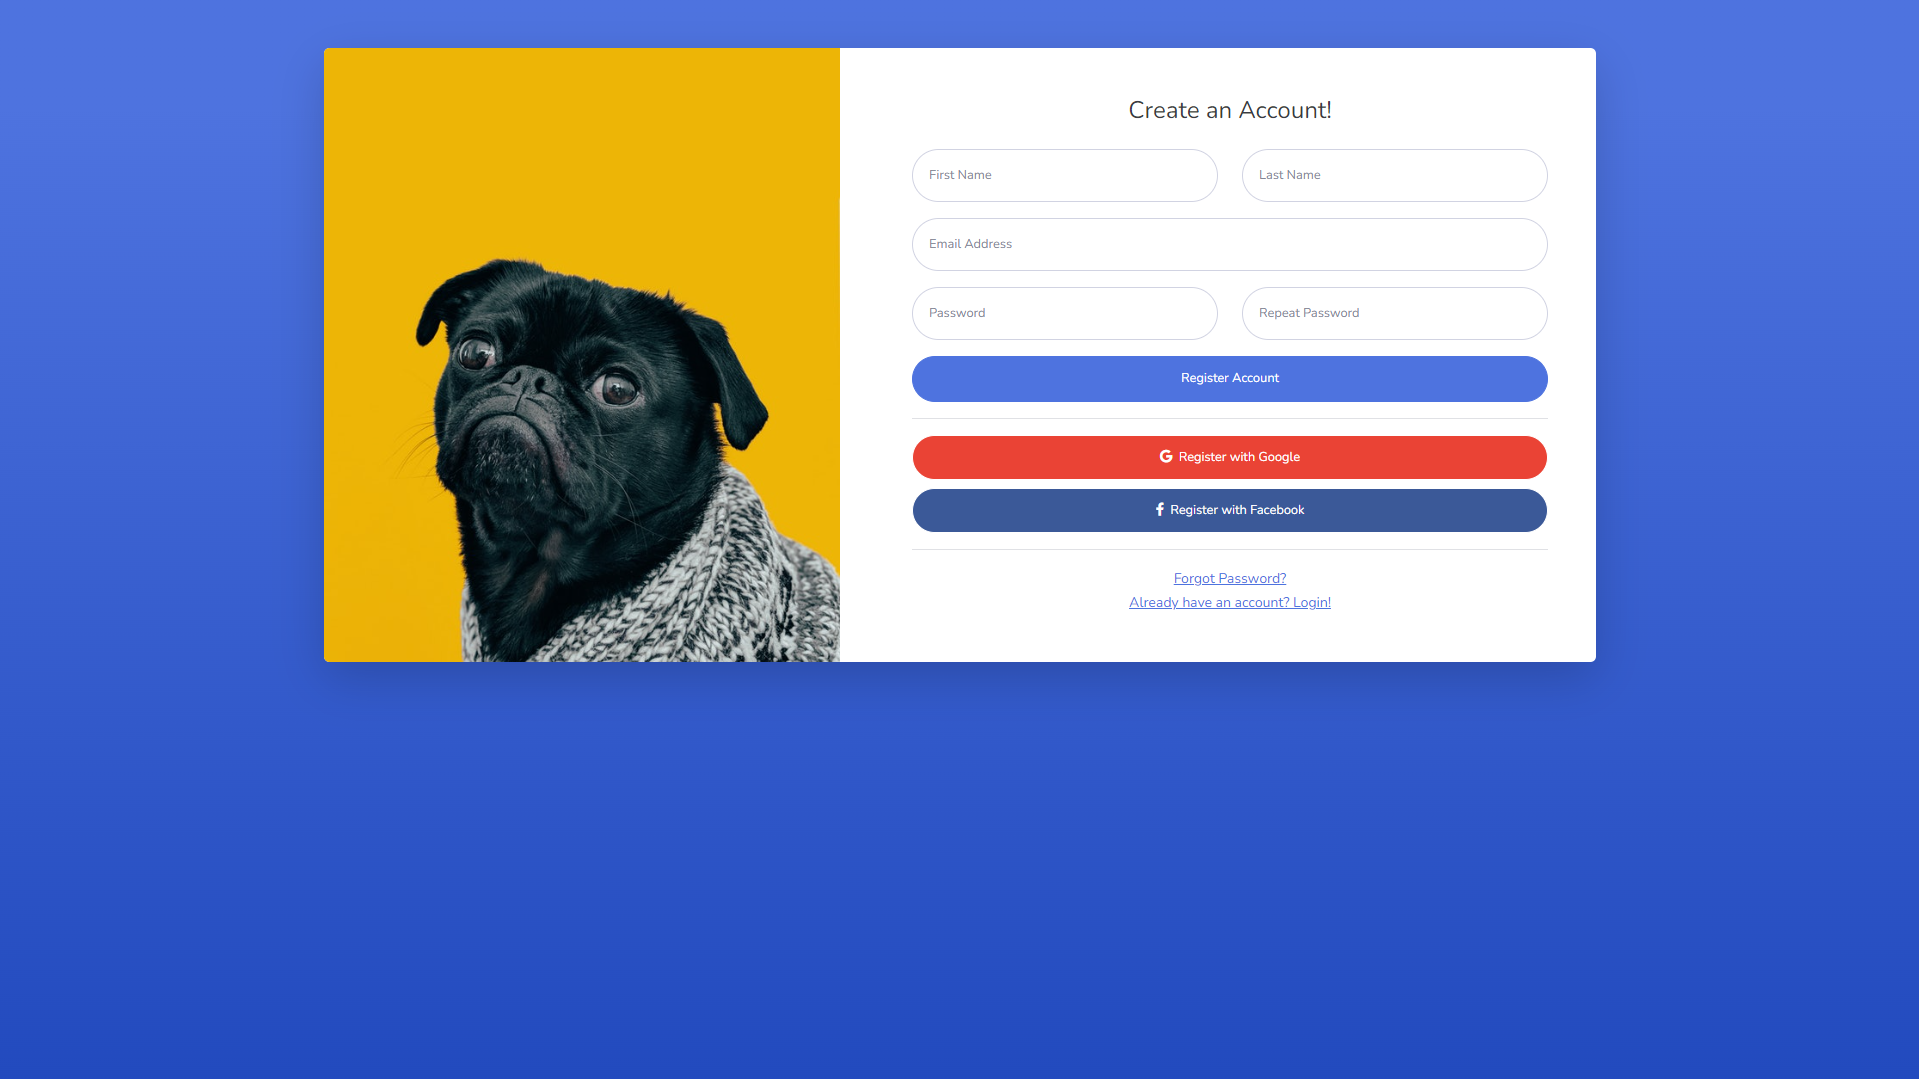 Create an Account!
First Name
Last Name
Email Address
Password
Repeat Password
Register Account
Register with Google
Register with Facebook
Forgot Password?
Already have an account? Login!